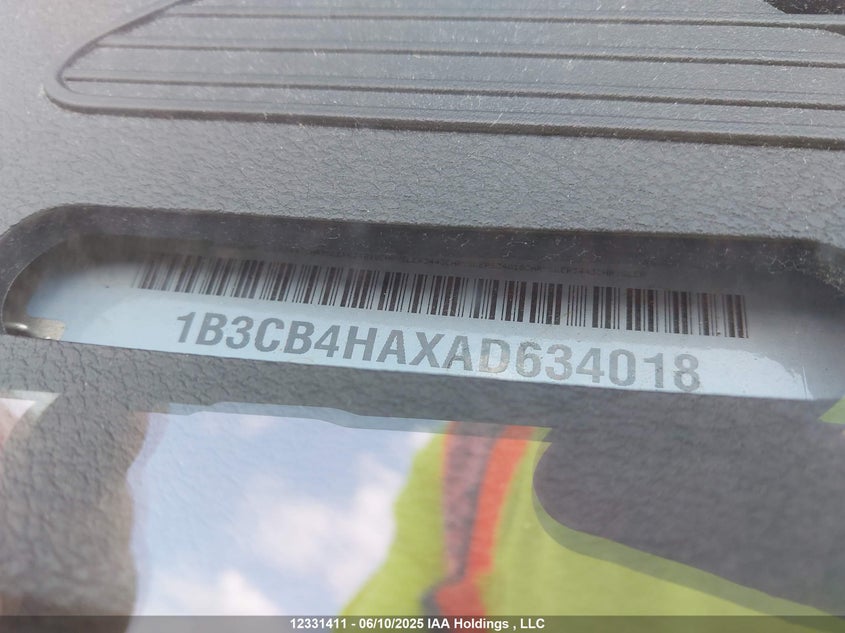 1B3CB4HAXAD634018
12331411 - 06/10/2025 IAA Holdings , LLC